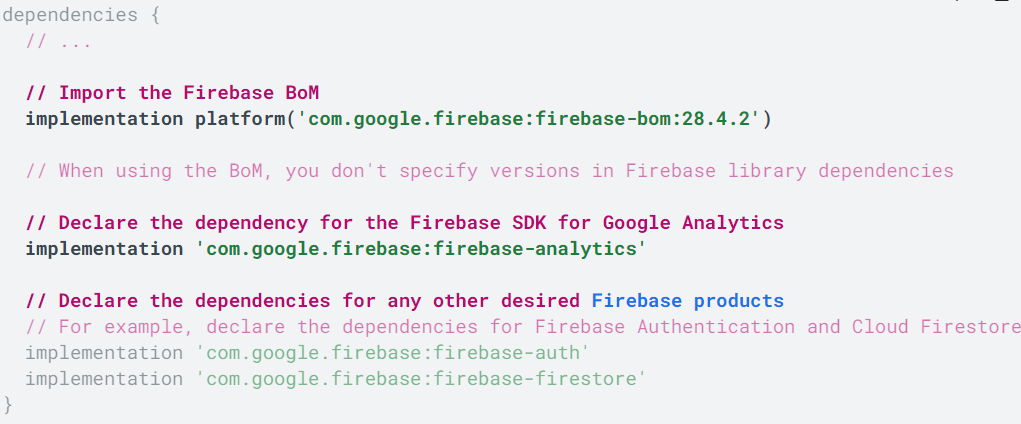 dependencies {
// ...
// Import the Firebase BoM
implementation platform('com.google.firebase:firebase-bom:28.4.2')
// When using the BoM, you don't specify versions in Firebase library dependencies
// Declare the dependency for the Firebase SDK for Google Analytics
implementation 'com.google.firebase:firebase-analytics'
// Declare the dependencies for any other desired Firebase products
// For example, declare the dependencies for Firebase Authentication and Cloud Firestore
implementation 'com.google.firebase:firebase-auth'
implementation 'com.google.firebase:firebase-firestore'
}